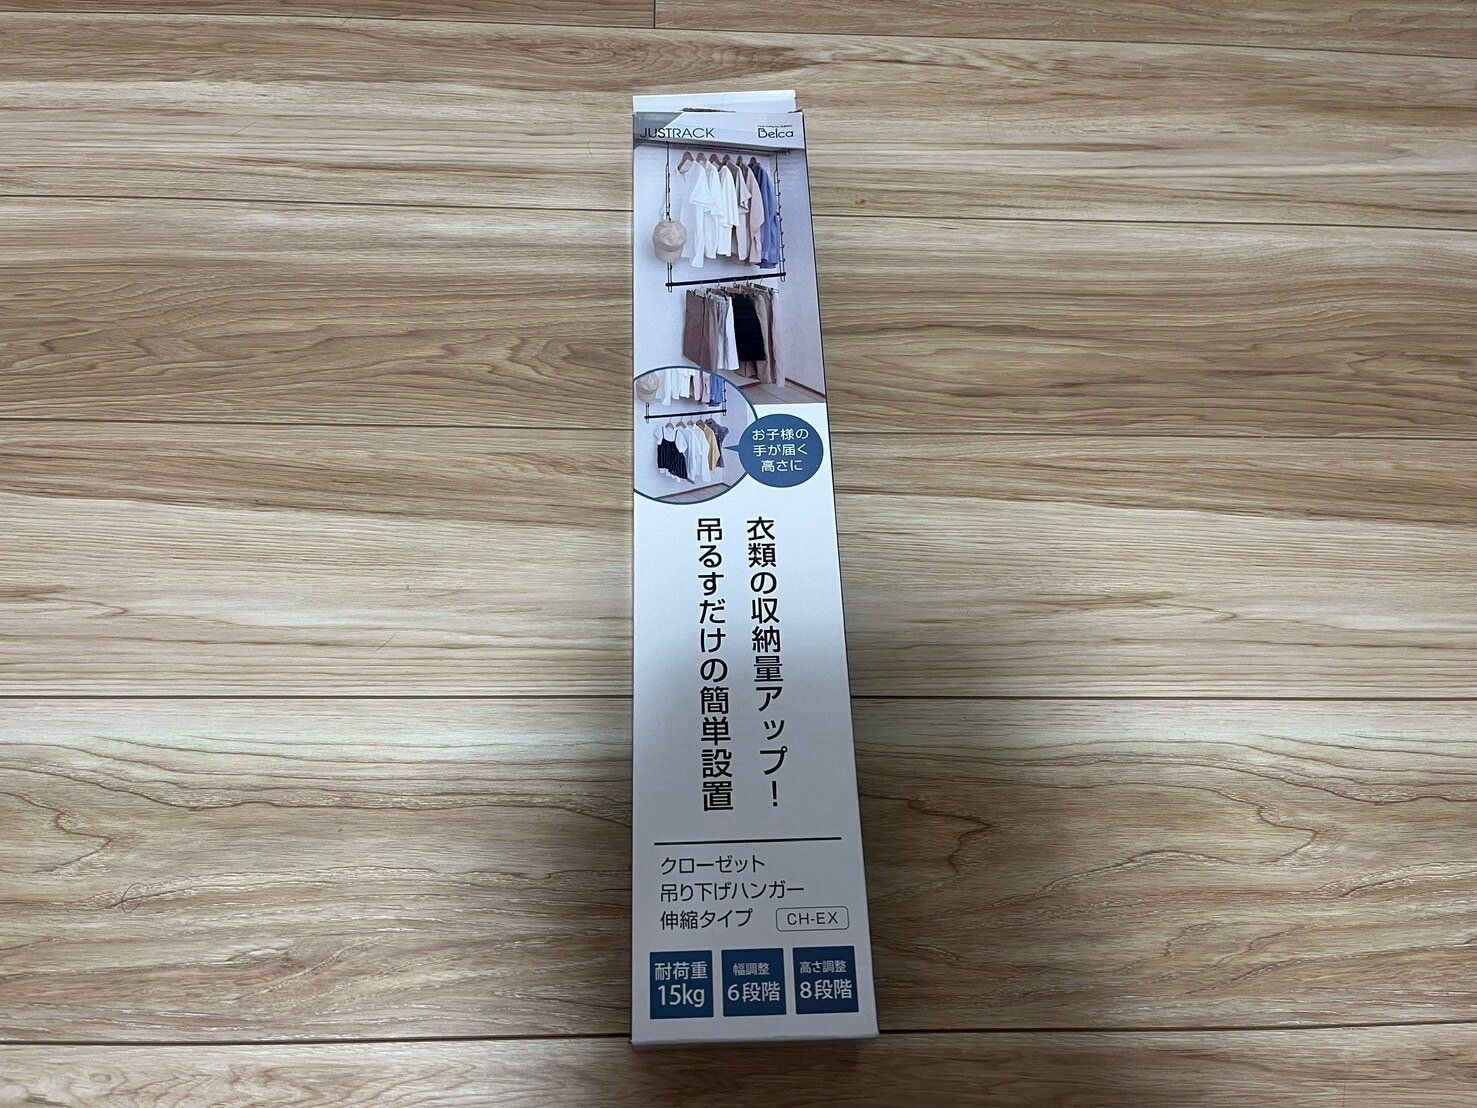 JUSTRACK
Belca
お子様の
手が届く
高さに
衣類の収納量アップ！
吊るすだけの簡単設置
クローゼット
吊り下げハンガー
伸縮タイプ
CH-EX
耐荷重
15kg
幅調整
6段階
高さ調整
8段階